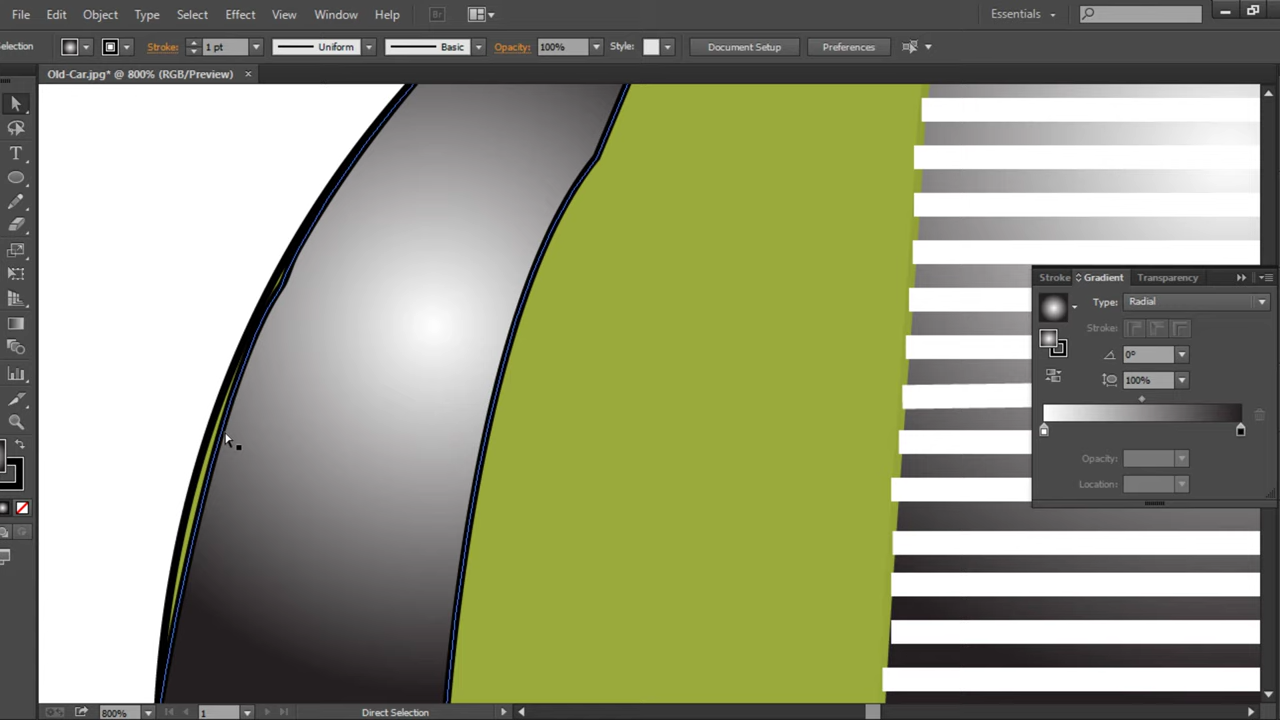 File Edit Object Type Select Effect View Window Help Br Essentials
election Stroke: 1 pt Uniform Basic Opacity: 100% Style: Document Setup Preferences
Old-Car.jpg* @ 800% (RGB/Preview) ×
T
Stroke Gradient Transparency
Type: Radial
Stroke:
0°
100%
Opacity:
Location:
800% 1 Direct Selection